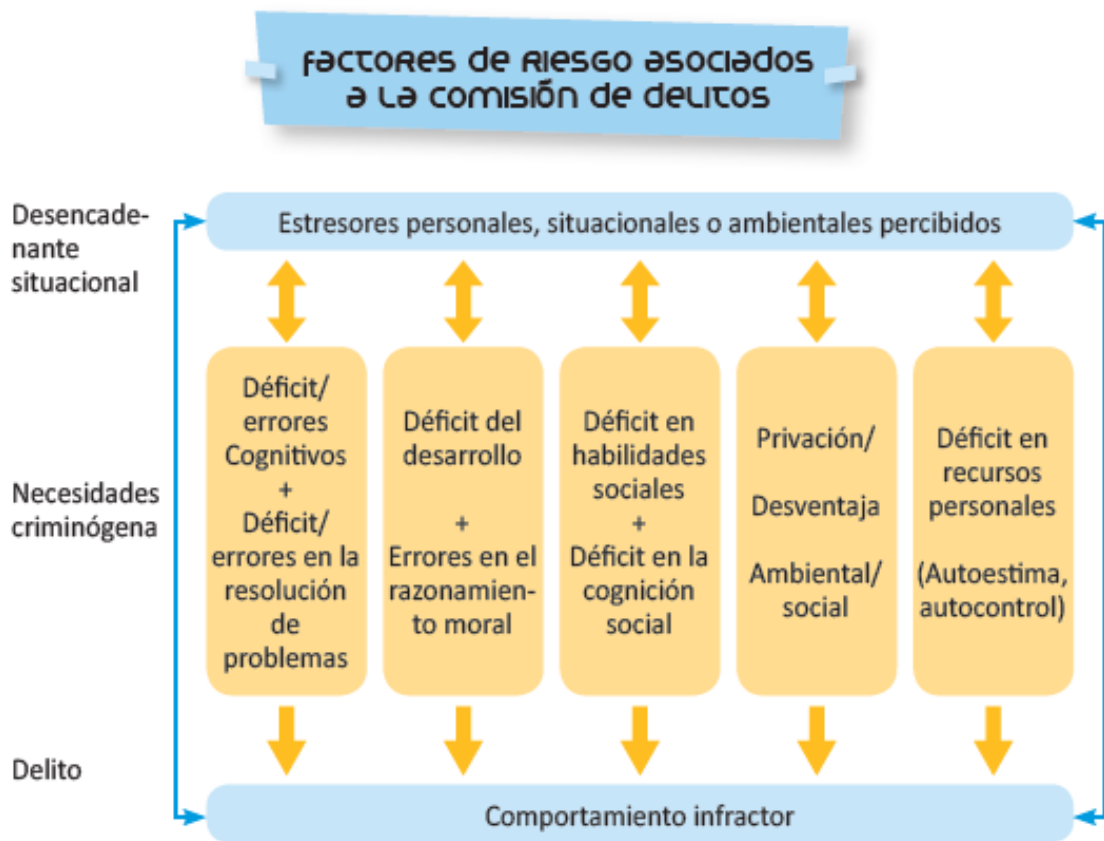 factores de riesgo asociados
a la comisión de delitos
Desencade-
nante
situacional
Estresores personales, situacionales o ambientales percibidos
Necesidades
criminógena
Déficit/
errores
Cognitivos
+
Déficit/
errores en la
resolución
de
problemas
Déficit del
desarrollo
+
Errores en el
razonamien-
to moral
Déficit en
habilidades
sociales
+
Déficit en la
cognición
social
Privación/
Desventaja
Ambiental/
social
Déficit en
recursos
personales
(Autoestima,
autocontrol)
Delito
Comportamiento infractor